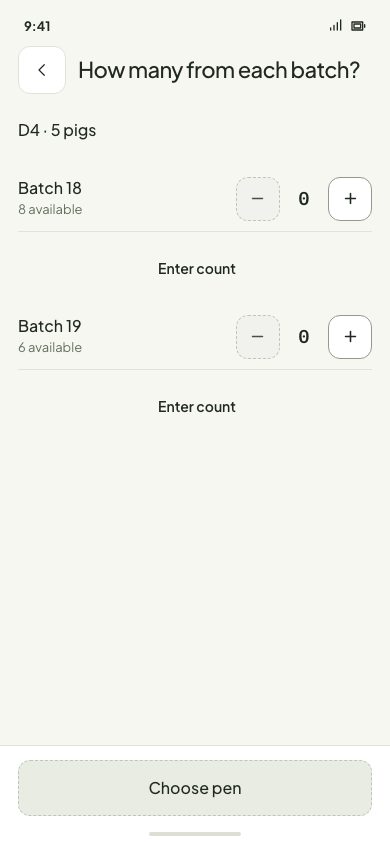 9:41
How many from each batch?
D4 · 5 pigs
Batch 18
8 available
− 0 +
Enter count
Batch 19
6 available
− 0 +
Enter count
Choose pen